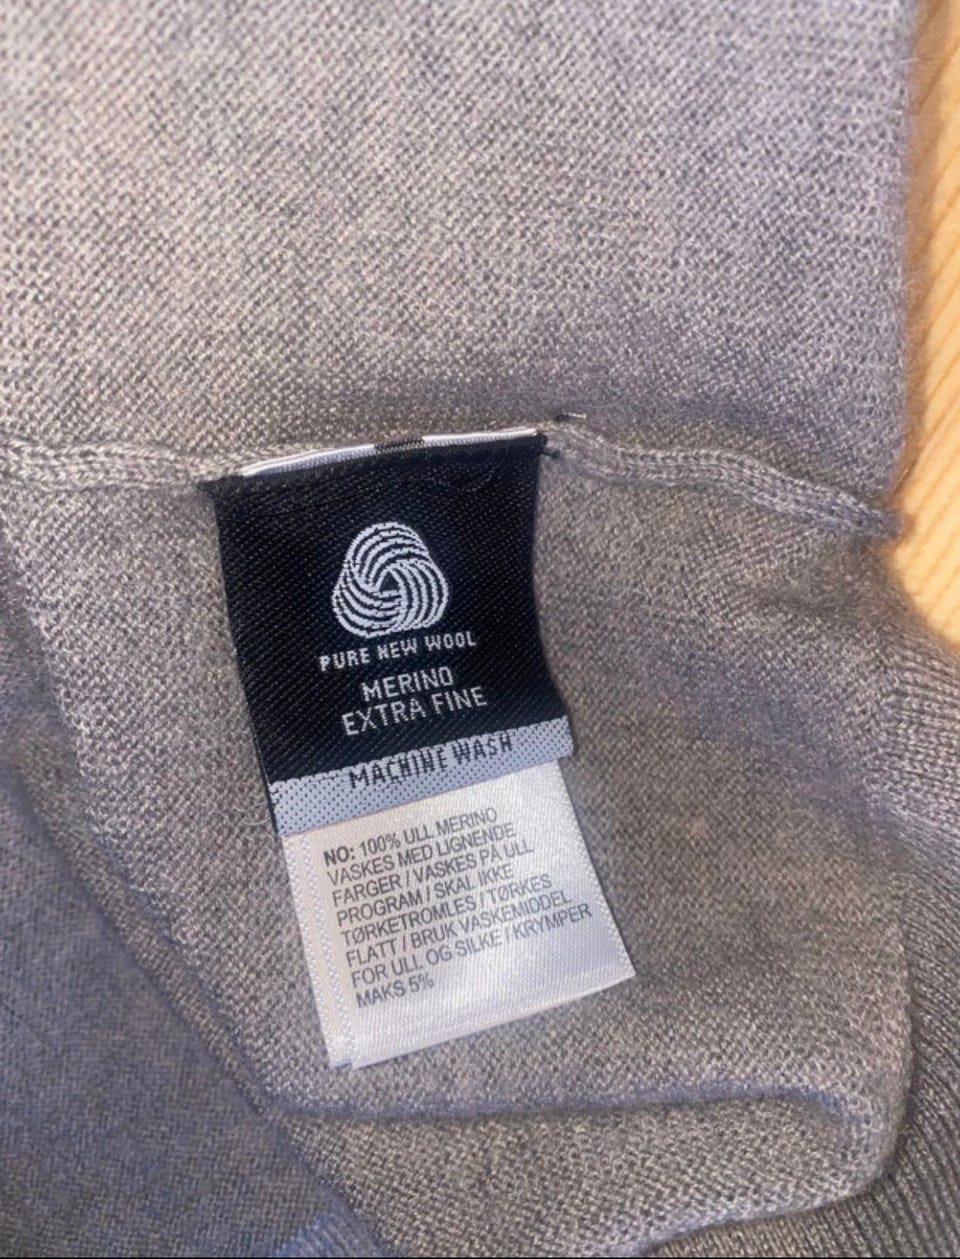 PURE NEW WOOL
MERINO
EXTRA FINE
MACHINE WASH
NO: 100% ULL MERINO
VASKES MED LIGNENDE
FARGER / VASKES PÅ ULL
PROGRAM / SKAL IKKE
TØRKETROMLES / TØRKES
FLATT / BRUK VASKEMIDDEL
FOR ULL OG SILKE / KRYMPER
MAKS 5%